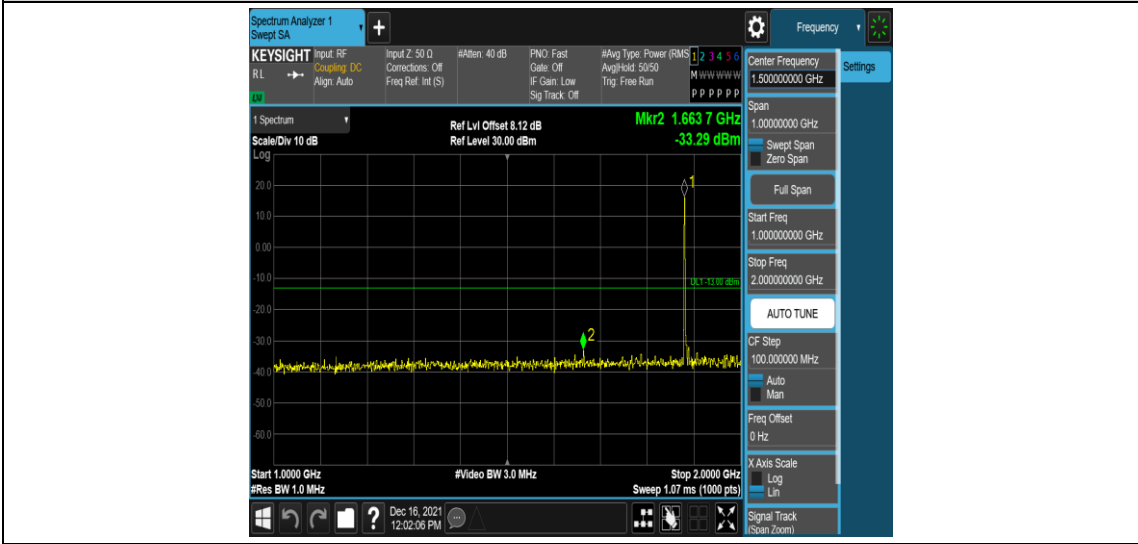 Spectrum Analyzer 1
Swept SA
Frequency
KEYSIGHT
RL
Input: RF
Coupling: DC
Align: Auto
Input Z: 50 Ω
Corrections: Off
Freq Ref: Int (S)
#Atten: 40 dB
PNO: Fast
Gate: Off
IF Gain: Low
Sig Track: Off
#Avg Type: Power (RMS
Avg|Hold: 50/50
Trig: Free Run
1 2 3 4 5 6
M W W W W W
P P P P P P
1 Spectrum
Scale/Div 10 dB
Log
Ref Lvl Offset 8.12 dB
Ref Level 30.00 dBm
Mkr2 1.663 7 GHz
-33.29 dBm
20.0
10.0
0.00
-10.0
-20.0
-30.0
-40.0
-50.0
-60.0
1
DL1 -13.00 dBm
2
Start 1.0000 GHz
#Res BW 1.0 MHz
#Video BW 3.0 MHz
Stop 2.0000 GHz
Sweep 1.07 ms (1000 pts)
Dec 16, 2021
12:02:06 PM
Center Frequency
1.500000000 GHz
Settings
Span
1.00000000 GHz
Swept Span
Zero Span
Full Span
Start Freq
1.000000000 GHz
Stop Freq
2.000000000 GHz
AUTO TUNE
CF Step
100.000000 MHz
Auto
Man
Freq Offset
0 Hz
X Axis Scale
Log
Lin
Signal Track
(Span Zoom)